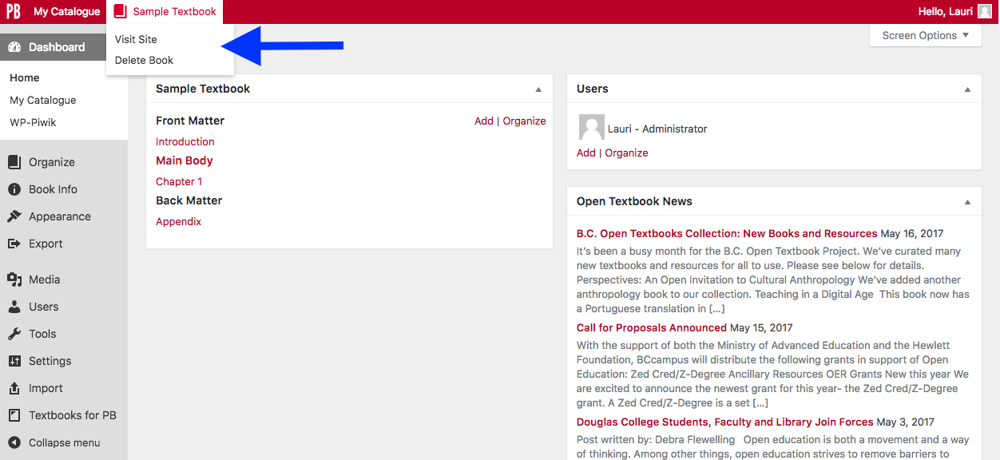 PB My Catalogue Sample Textbook Hello, Lauri
Visit Site
Delete Book
Screen Options
Dashboard
Home
My Catalogue
WP-Piwik
Organize
Book Info
Appearance
Export
Media
Users
Tools
Settings
Import
Textbooks for PB
Collapse menu
Sample Textbook
Front Matter Add | Organize
Introduction
Main Body
Chapter 1
Back Matter
Appendix
Users
Lauri - Administrator
Add | Organize
Open Textbook News
B.C. Open Textbooks Collection: New Books and Resources May 16, 2017
It's been a busy month for the B.C. Open Textbook Project. We've curated many
new textbooks and resources for all to use. Please see below for details.
Perspectives: An Open Invitation to Cultural Anthropology We've added another
anthropology book to our collection. Teaching in a Digital Age  This book now has
a Portuguese translation in […]
Call for Proposals Announced May 15, 2017
With the support of both the Ministry of Advanced Education and the Hewlett
Foundation, BCcampus will distribute the following grants in support of Open
Education: Zed Cred/Z-Degree Ancillary Resources OER Grants New this year We
are excited to announce the newest grant for this year- the Zed Cred/Z-Degree
grant. A Zed Cred/Z-Degree is a set […]
Douglas College Students, Faculty and Library Join Forces May 3, 2017
Post written by: Debra Flewelling   Open education is both a movement and a way
of thinking. Among other things, open education strives to remove barriers to